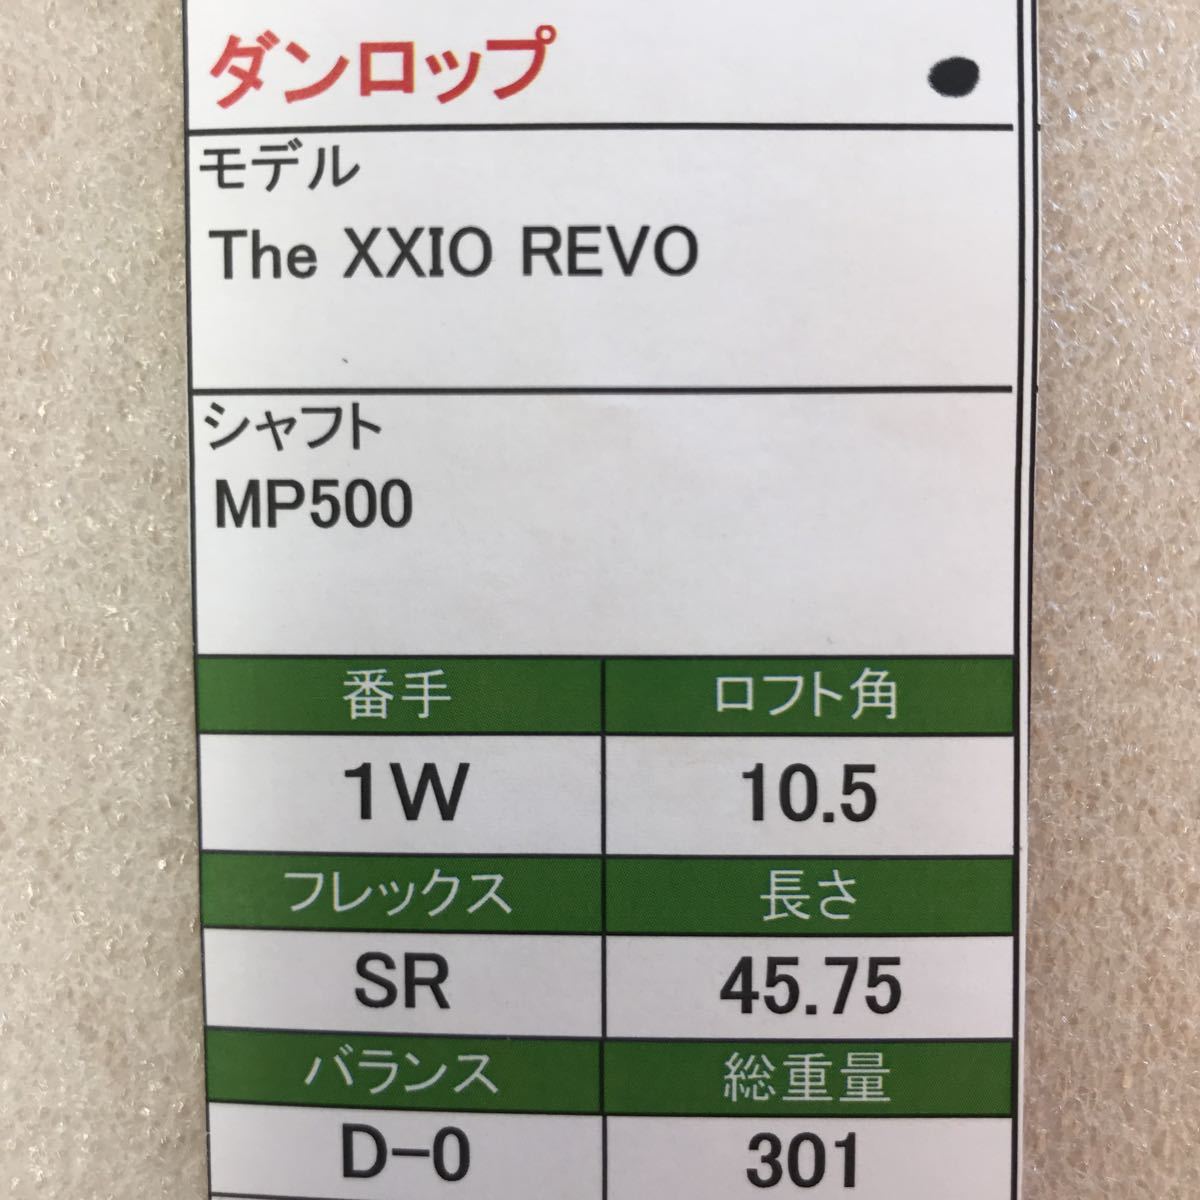 ダンロップ
モデル
The XXIO REVO
シャフト
MP500
番手 ロフト角
1W 10.5
フレックス 長さ
SR 45.75
バランス 総重量
D-0 301